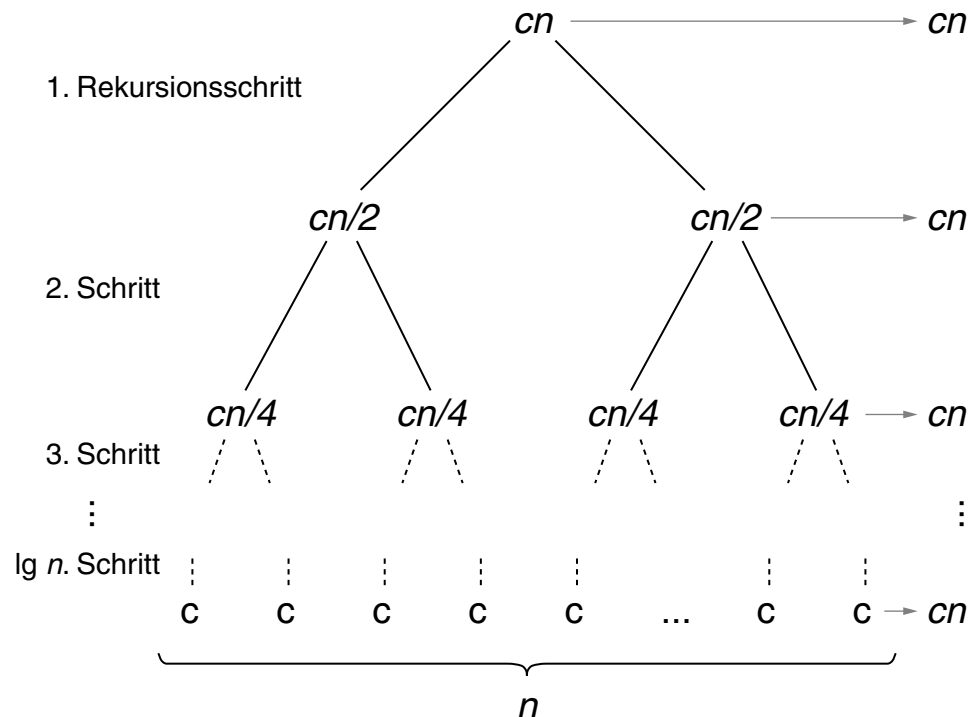 cn cn
1. Rekursionsschritt
cn/2 cn/2 cn
2. Schritt
cn/4 cn/4 cn/4 cn/4 cn
3. Schritt
⋮ ⋮
lg n. Schritt
c c c c c ... c c cn
n